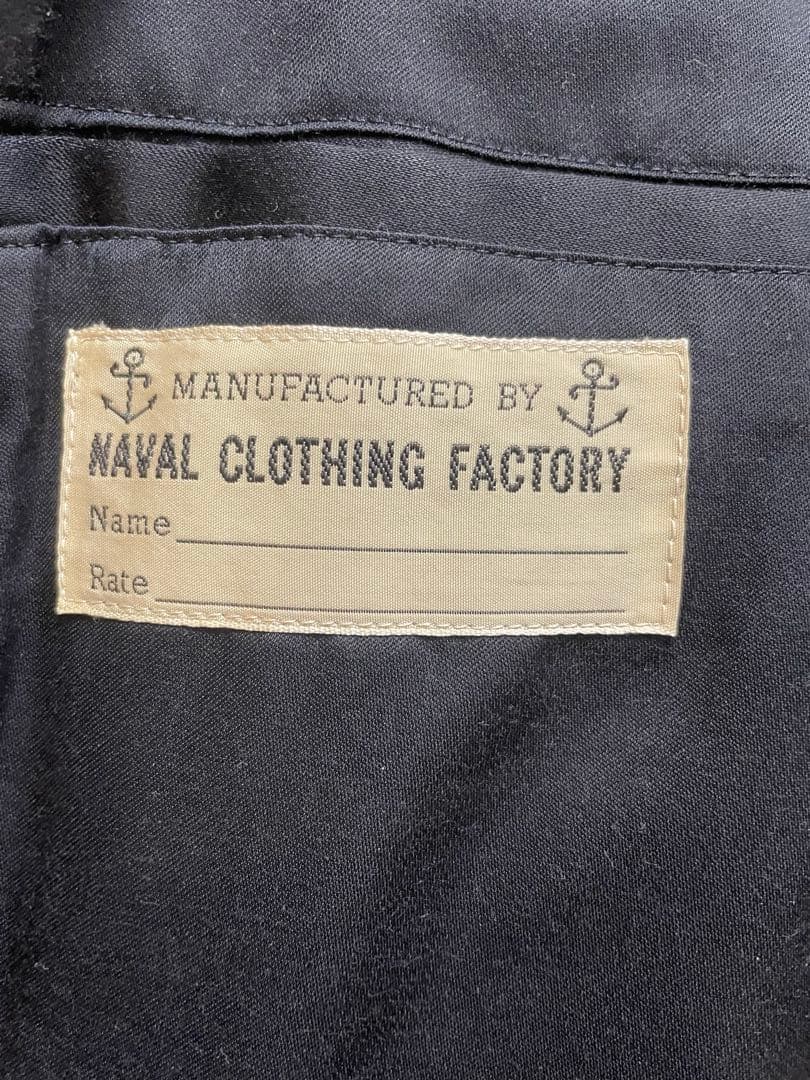 MANUFACTURED BY
NAVAL CLOTHING FACTORY
Name
Rate